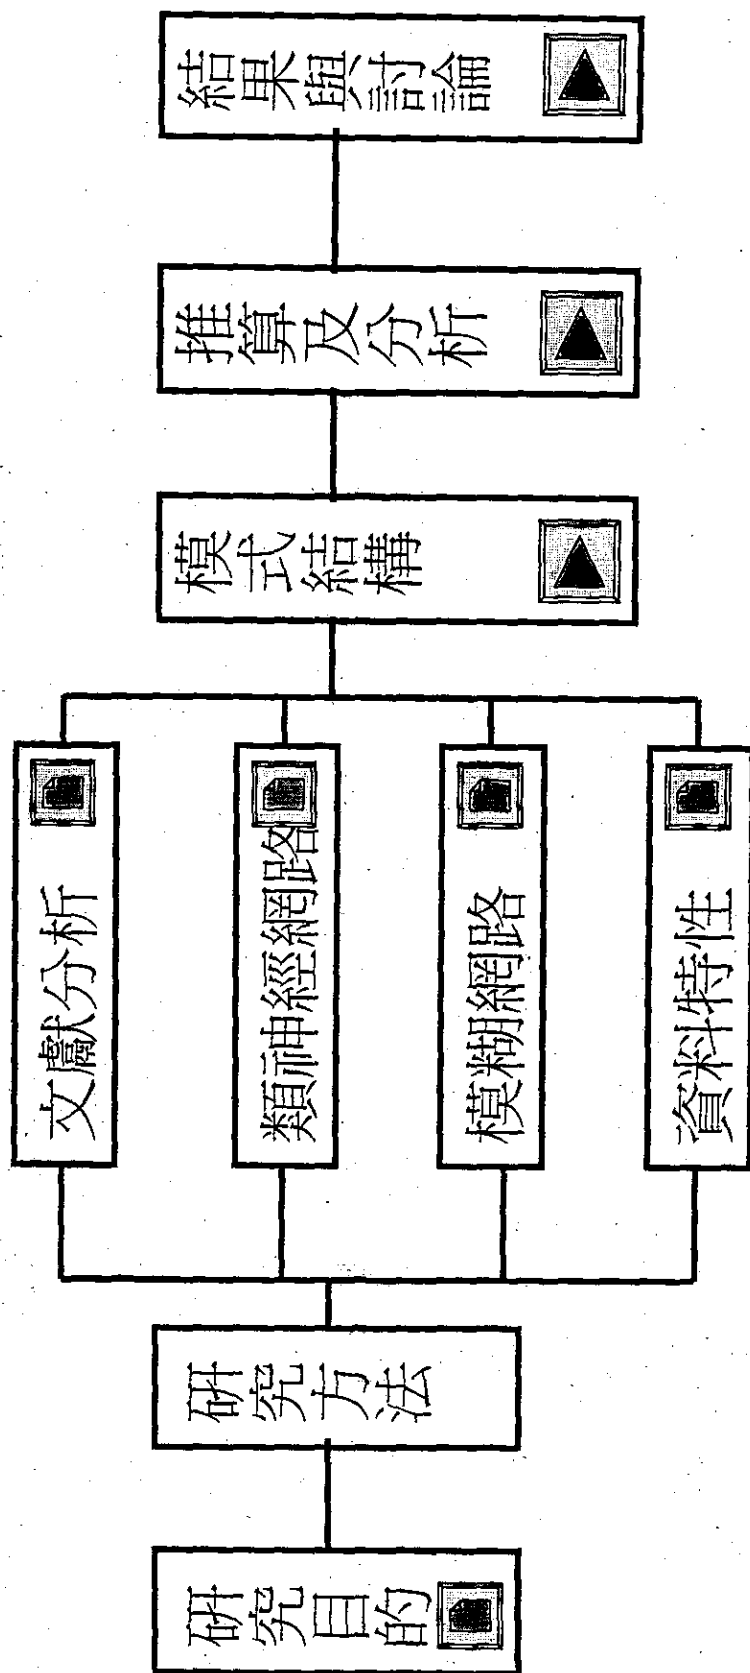 研究目的
研究方法
文獻分析
類神經網路
模糊網路
資料特性
模式結構
推算及分析
結果與討論